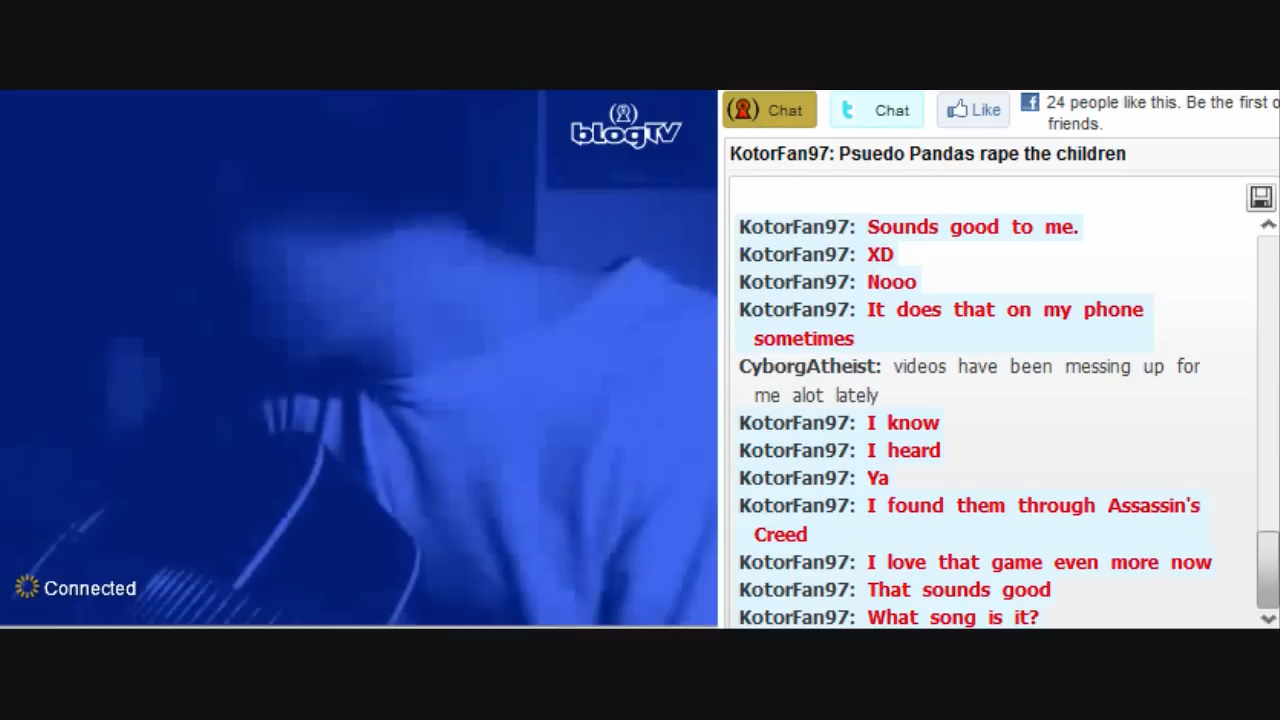 blogTV
Connected
Chat
Chat
Like
24 people like this. Be the first o
friends.
KotorFan97: Psuedo Pandas rape the children
KotorFan97: Sounds good to me.
KotorFan97: XD
KotorFan97: Nooo
KotorFan97: It does that on my phone
sometimes
CyborgAtheist: videos have been messing up for
me alot lately
KotorFan97: I know
KotorFan97: I heard
KotorFan97: Ya
KotorFan97: I found them through Assassin's
Creed
KotorFan97: I love that game even more now
KotorFan97: That sounds good
KotorFan97: What song is it?